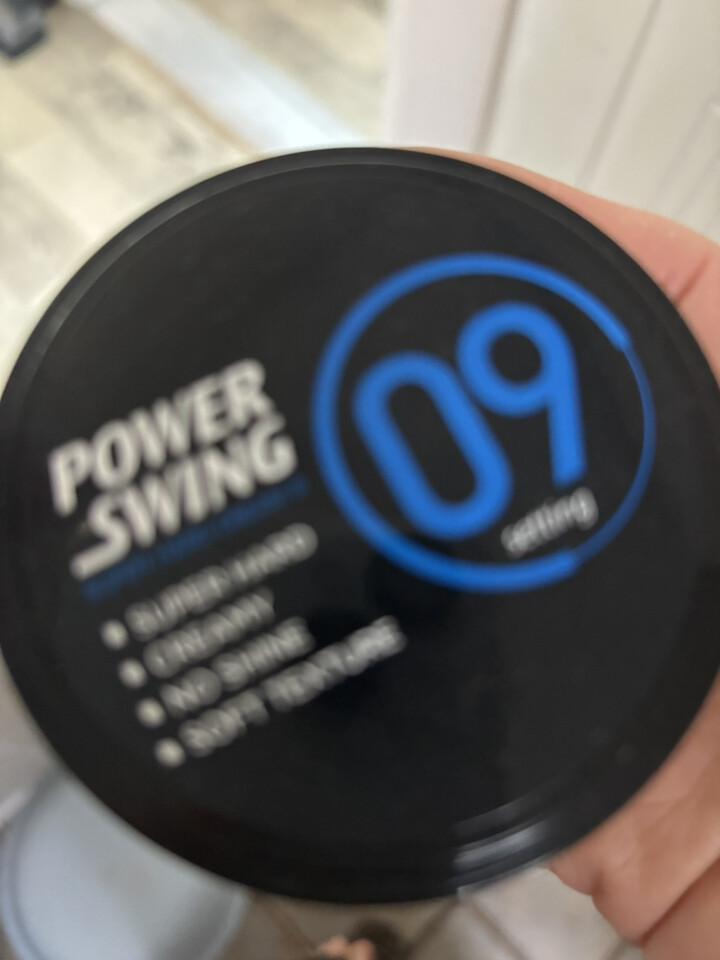 POWER
SWING
09
setting
• SUPER HARD
• CREAMY
• NO SHINE
• SOFT TEXTURE